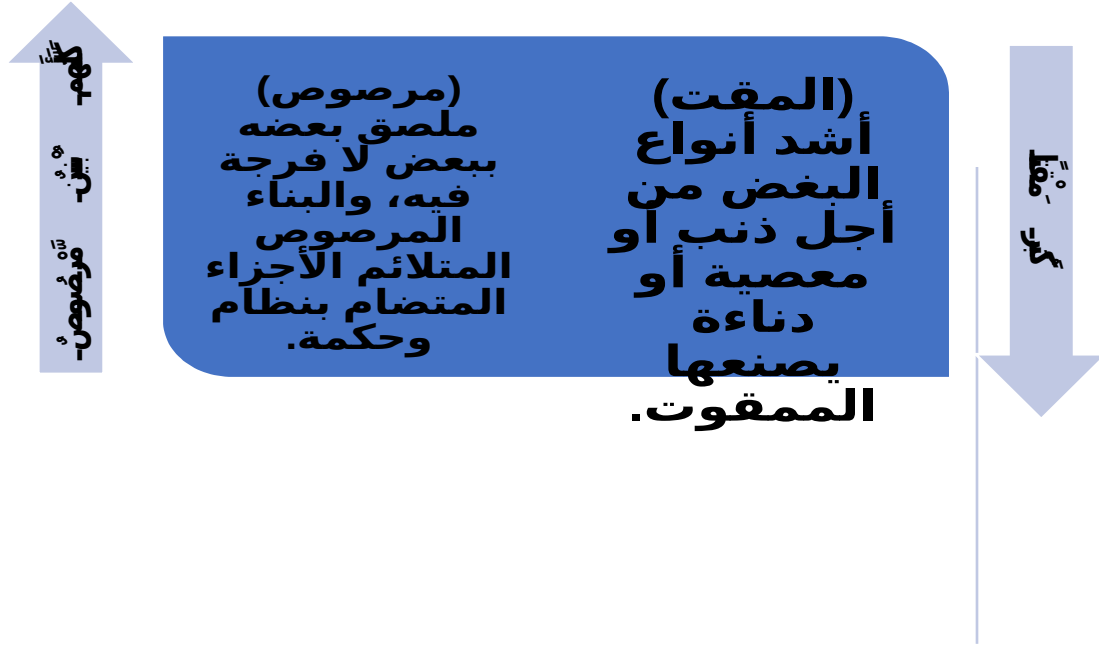 كَبُرَ مَقْتًا
(المقت)
أشد أنواع
البغض من
أجل ذنب أو
معصية أو
دناءة
يصنعها
الممقوت.
(مرصوص)
ملصق بعضه
ببعض لا فرجة
فيه، والبناء
المرصوص
المتلائم الأجزاء
المتضام بنظام
وحكمة.
مَّرْصُوصٌ